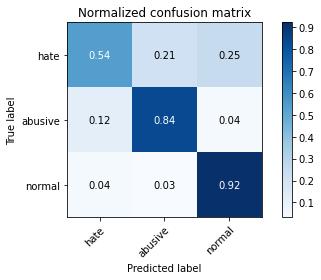 Normalized confusion matrix
hate 0.54 0.21 0.25
abusive 0.12 0.84 0.04
normal 0.04 0.03 0.92
hate abusive normal
True label
Predicted label
0.9
0.8
0.7
0.6
0.5
0.4
0.3
0.2
0.1